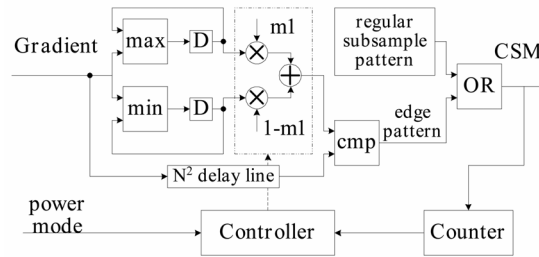 Gradient
max
D
m1
regular
subsample
pattern
CSM
min
D
1-m1
OR
edge
pattern
cmp
N² delay line
power
mode
Controller
Counter